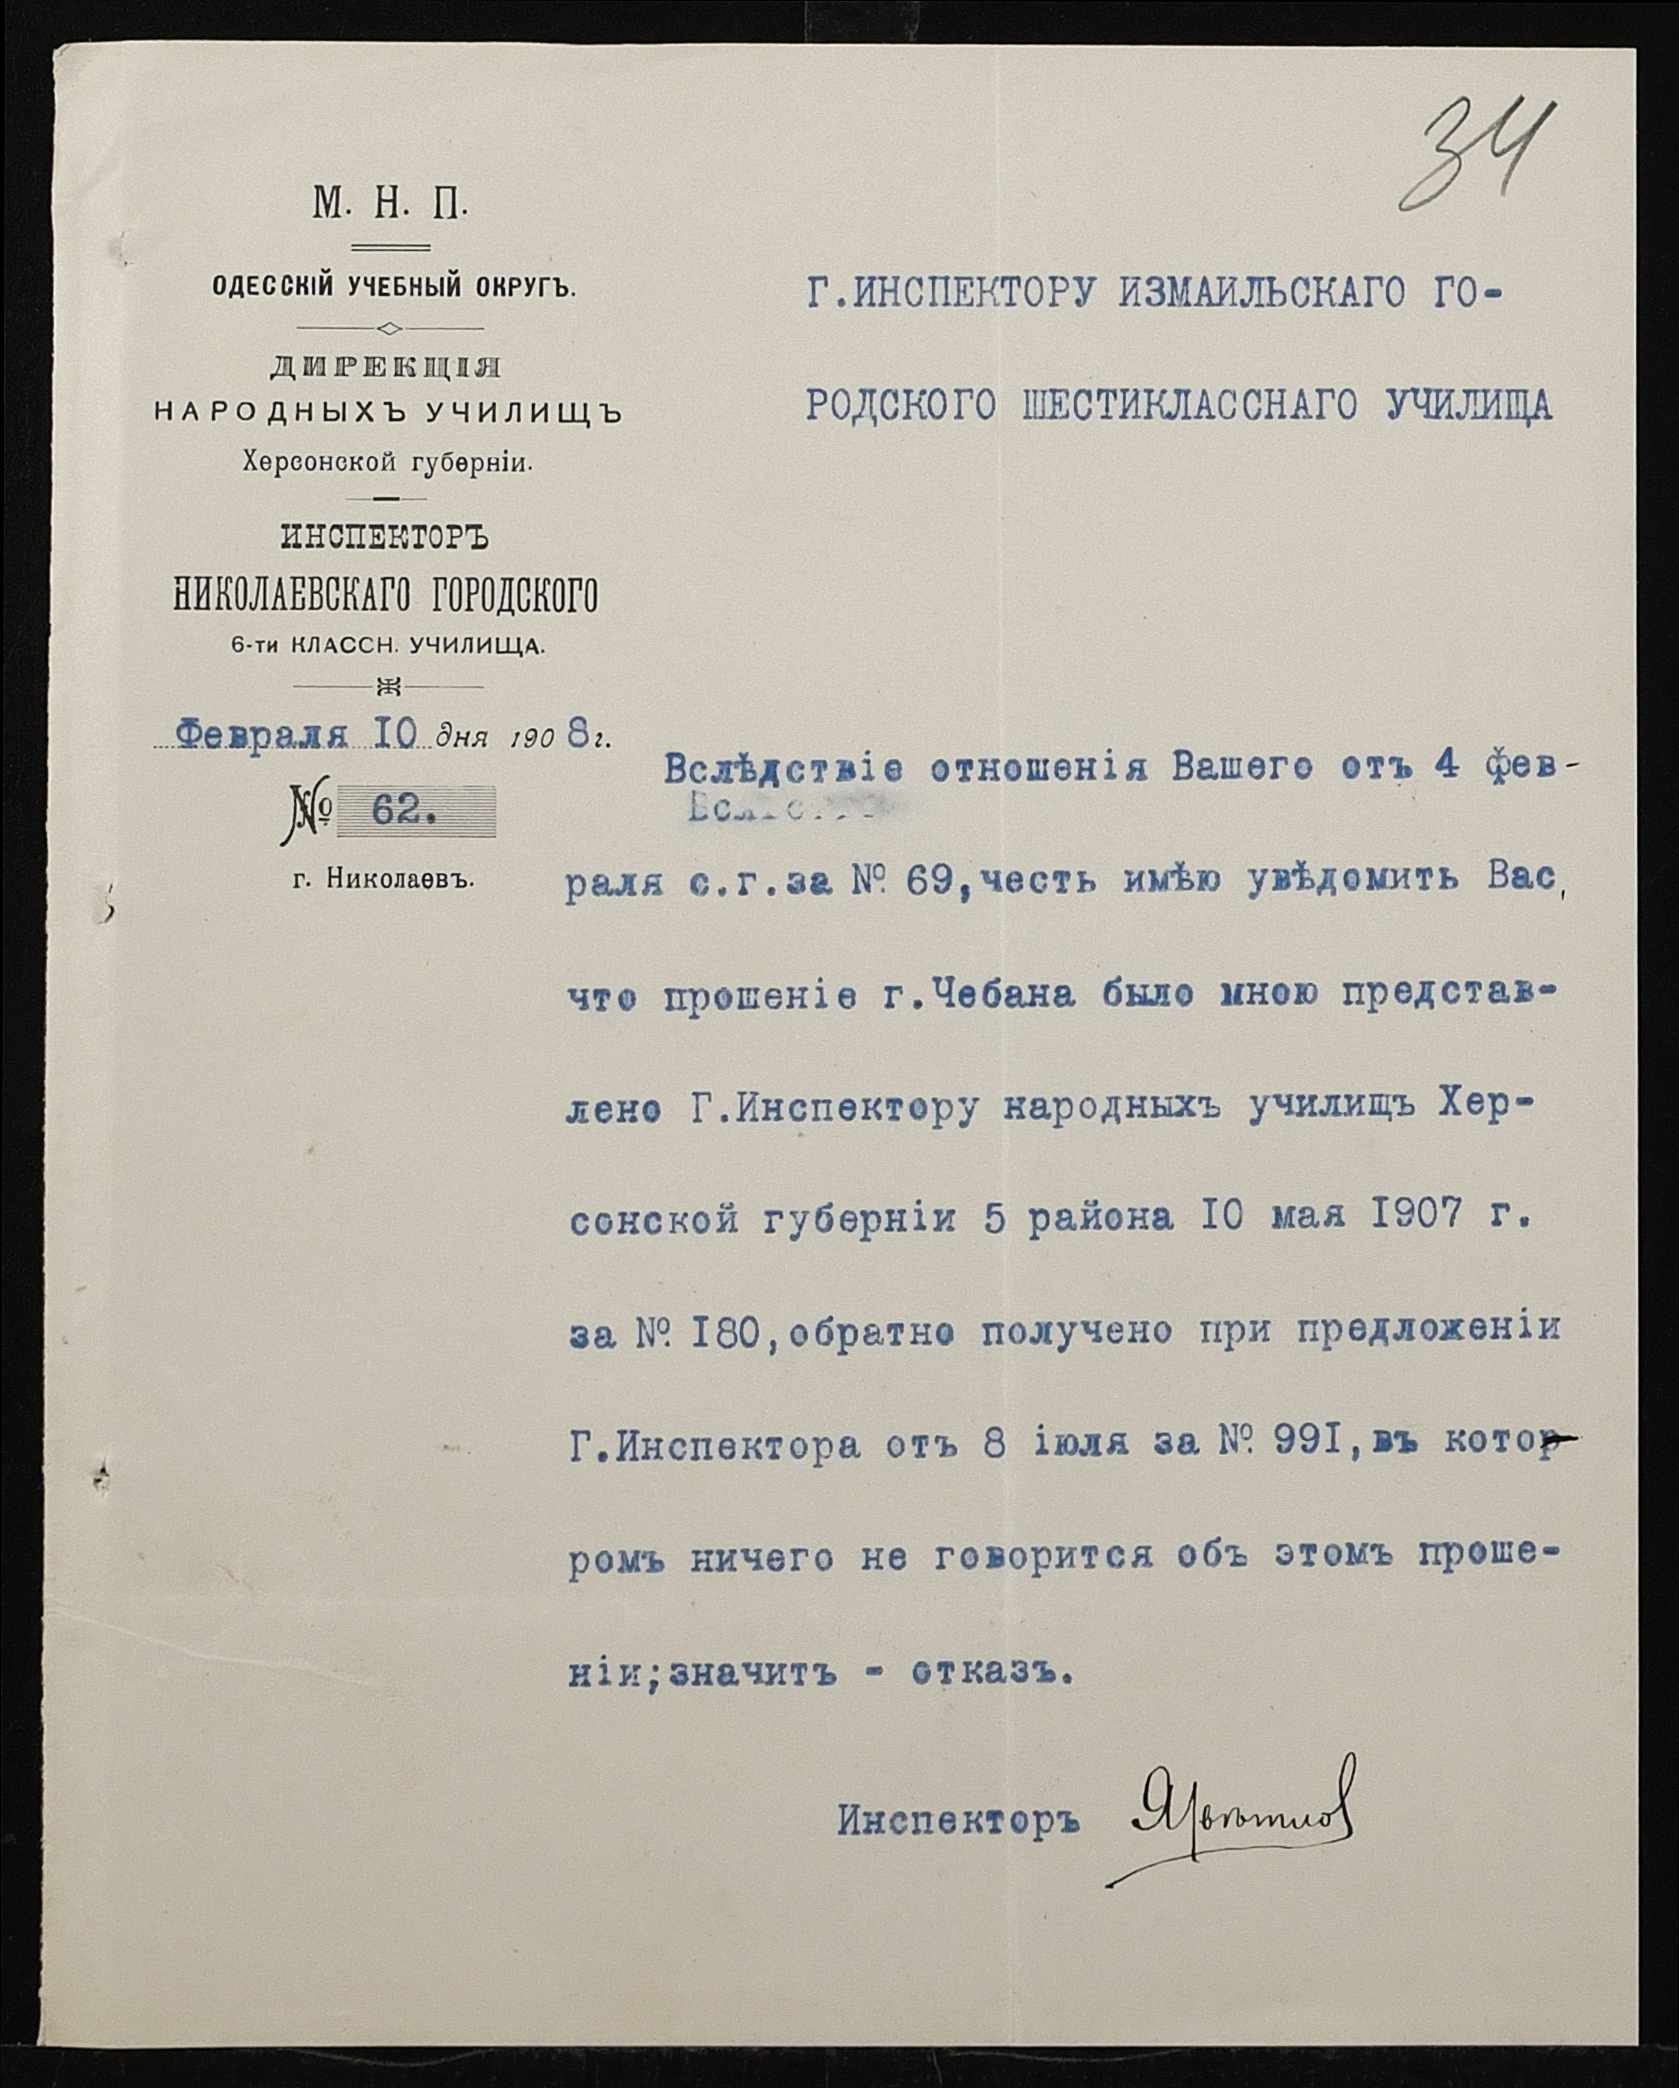 34
М. Н. П.
ОДЕССКІЙ УЧЕБНЫЙ ОКРУГЪ.
ДИРЕКЦІЯ
НАРОДНЫХЪ УЧИЛИЩЪ
Херсонской губерніи.
ИНСПЕКТОРЪ
НИКОЛАЕВСКАГО ГОРОДСКОГО
6-ти КЛАССН. УЧИЛИЩА.
Февраля 10 дня 1908 г.
№ 62.
г. Николаевъ.
Г.ИНСПЕКТОРУ ИЗМАИЛЬСКАГО ГО-
РОДСКОГО ШЕСТИКЛАССНАГО УЧИЛИЩА
Вслѣдствіе отношенія Вашего отъ 4 фев-
раля с.г.за № 69,честь имѣю увѣдомить Вас,
что прошеніе г.Чебана было мною представ-
лено Г.Инспектору народныхъ училищъ Хер-
сонской губерніи 5 района 10 мая 1907 г.
за № 180,обратно получено при предложеніи
Г.Инспектора отъ 8 іюля за № 991,въ котор-
ромъ ничего не говорится объ этомъ проше-
ніи;значитъ - отказъ.
Инспекторъ